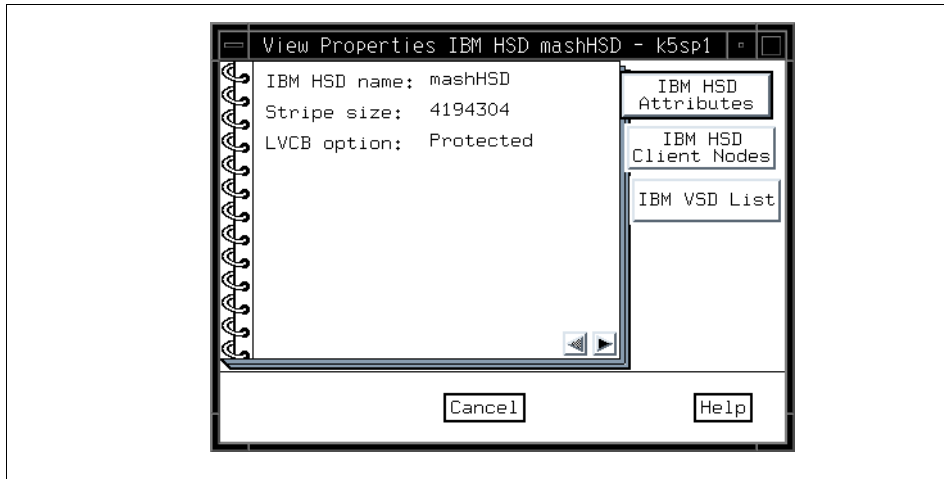 View Properties IBM HSD mashHSD - k5sp1
IBM HSD name: mashHSD
Stripe size: 4194304
LVCB option: Protected
IBM HSD
Attributes
IBM HSD
Client Nodes
IBM VSD List
Cancel
Help